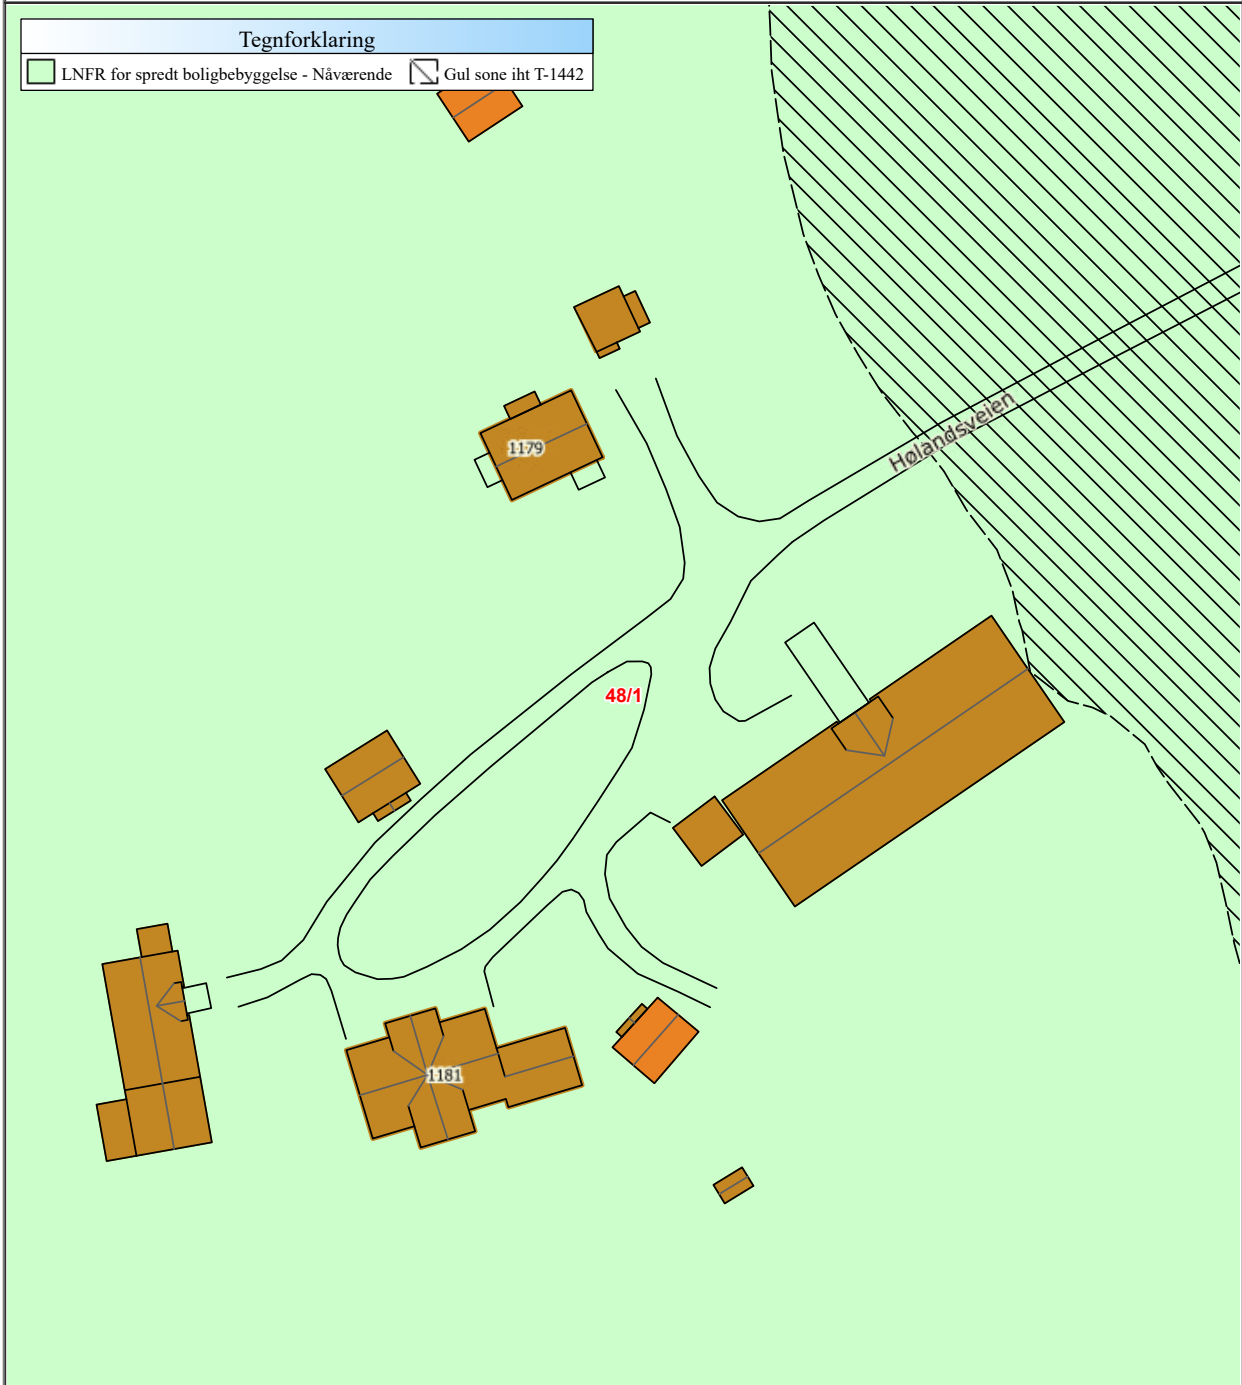 Tegnforklaring
LNFR for spredt boligbebyggelse - Nåværende
Gul sone iht T-1442
Hølandsveien
1179
48/1
1181